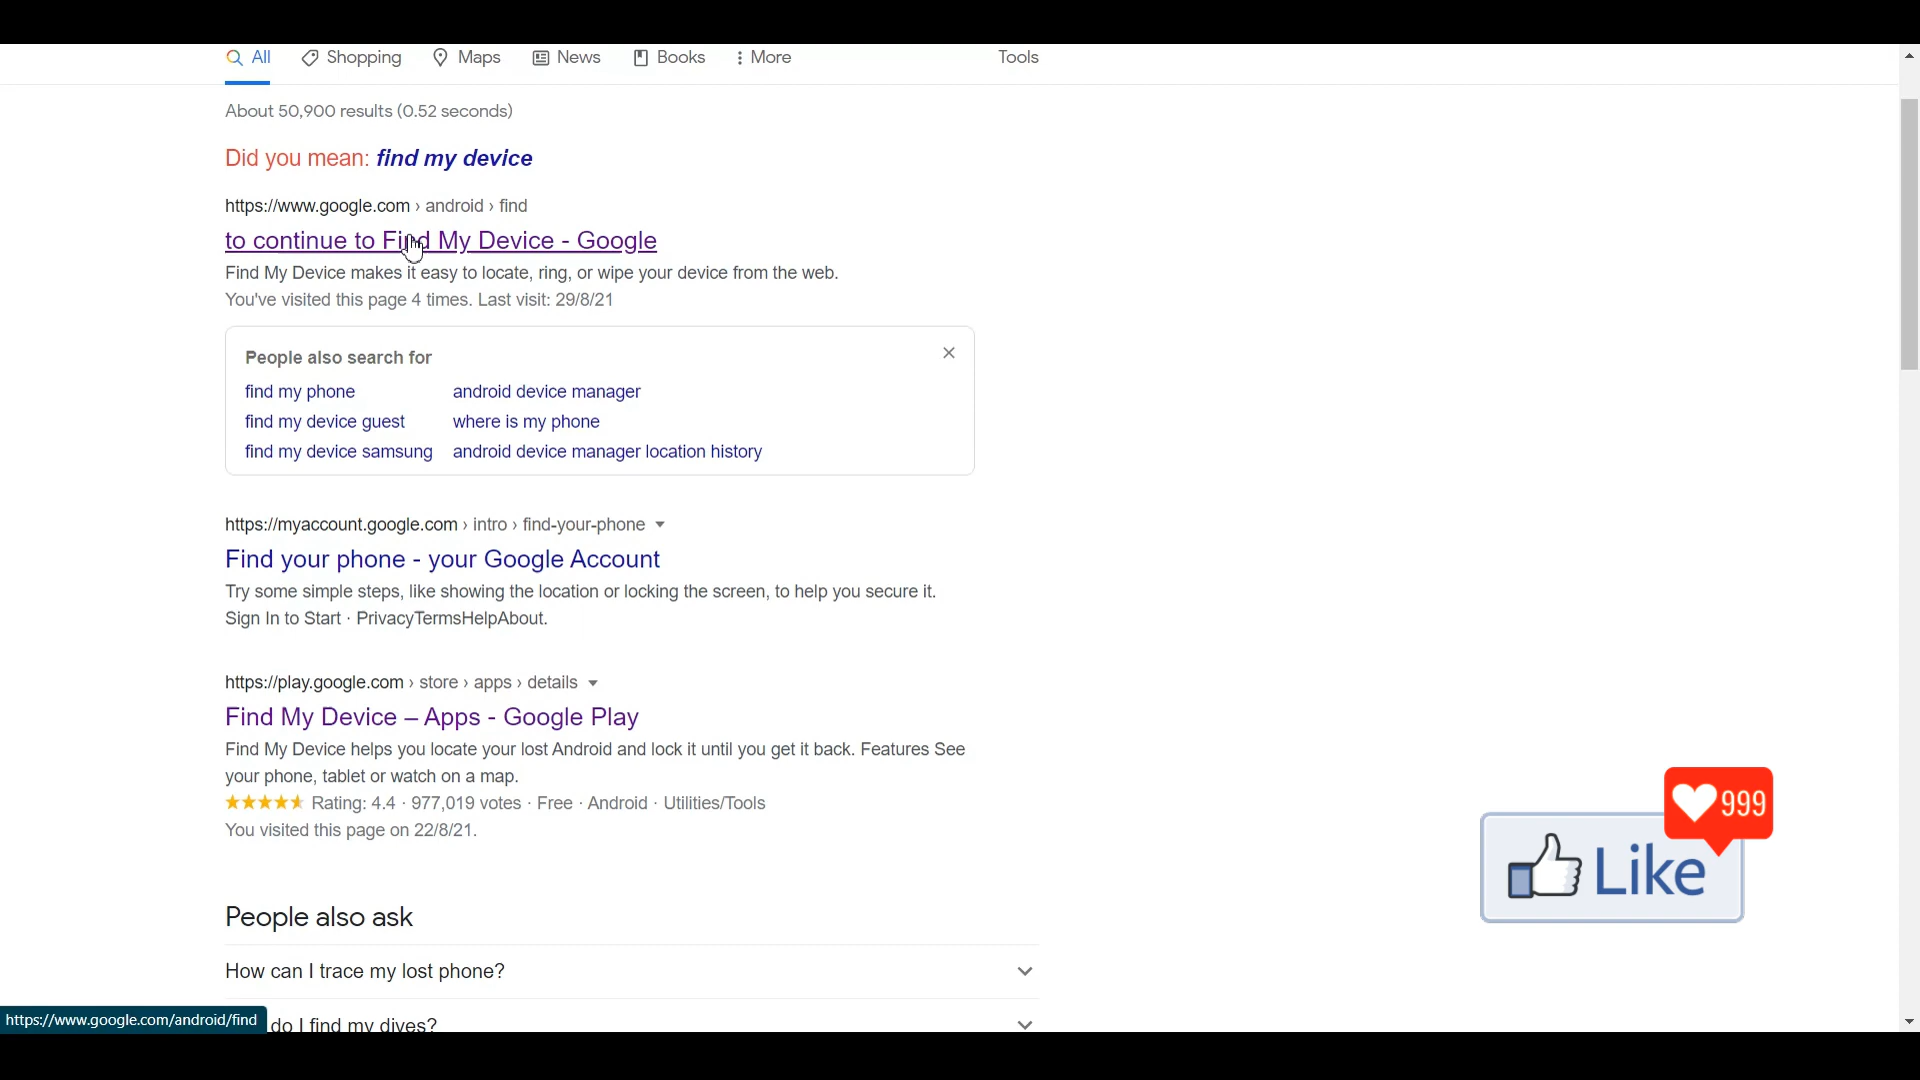 All Shopping Maps News Books More Tools
About 50,900 results (0.52 seconds)
Did you mean: find my device
https://www.google.com › android › find
to continue to Find My Device - Google
Find My Device makes it easy to locate, ring, or wipe your device from the web.
You've visited this page 4 times. Last visit: 29/8/21
People also search for
find my phone android device manager
find my device guest where is my phone
find my device samsung android device manager location history
https://myaccount.google.com › intro › find-your-phone
Find your phone - your Google Account
Try some simple steps, like showing the location or locking the screen, to help you secure it.
Sign In to Start · PrivacyTermsHelpAbout.
https://play.google.com › store › apps › details
Find My Device – Apps - Google Play
Find My Device helps you locate your lost Android and lock it until you get it back. Features See
your phone, tablet or watch on a map.
Rating: 4.4 · 977,019 votes · Free · Android · Utilities/Tools
You visited this page on 22/8/21.
999
Like
People also ask
How can I trace my lost phone?
do I find my dives?
https://www.google.com/android/find